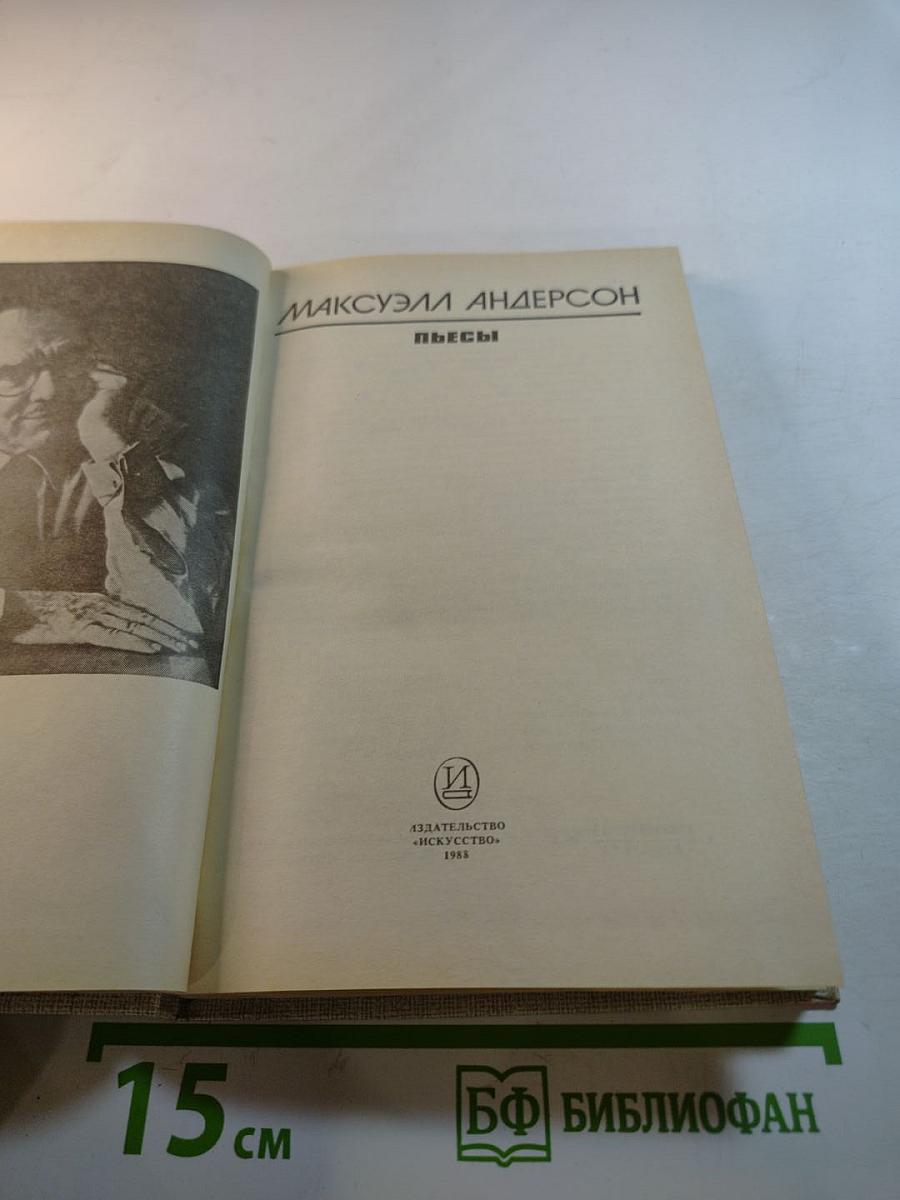 МАКСУЭЛЛ АНДЕРСОН
ПЬЕСЫ
И
ИЗДАТЕЛЬСТВО
«ИСКУССТВО»
1988
15 см
БФ БИБЛИОФАН